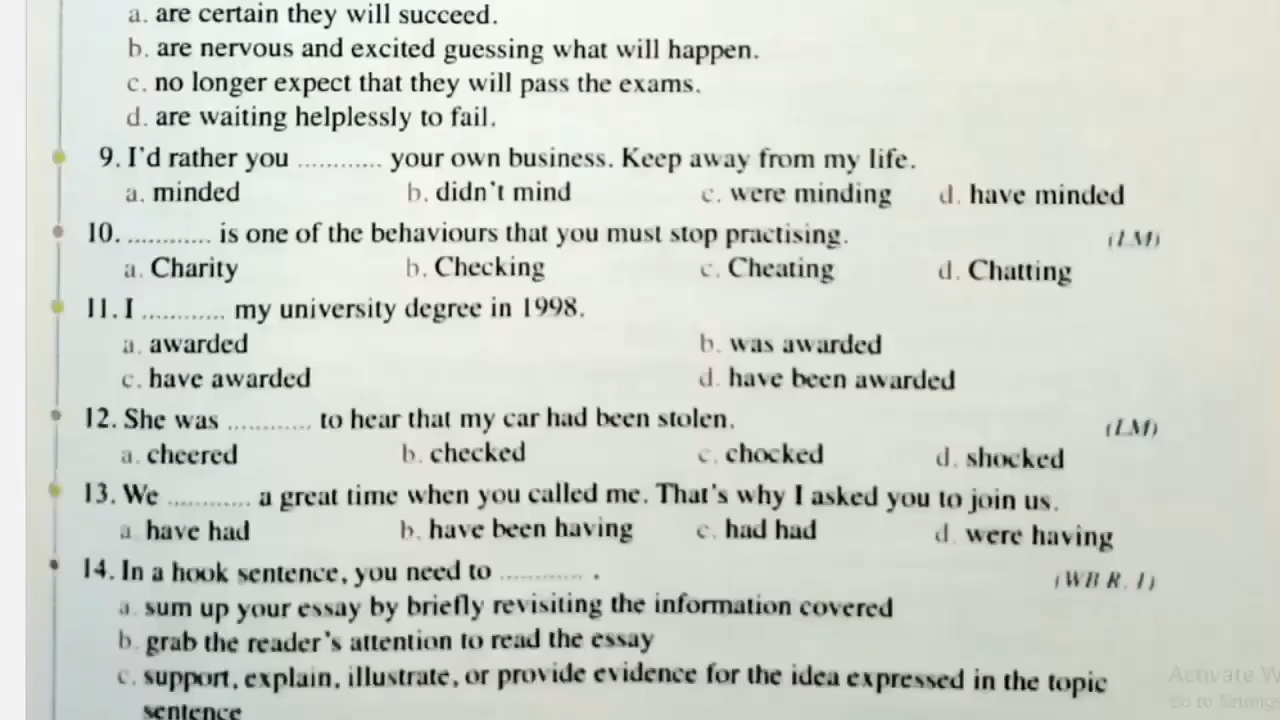 a. are certain they will succeed.
b. are nervous and excited guessing what will happen.
c. no longer expect that they will pass the exams.
d. are waiting helplessly to fail.
9. I'd rather you ............ your own business. Keep away from my life.
a. minded b. didn't mind c. were minding d. have minded
10. ............ is one of the behaviours that you must stop practising. (LM)
a. Charity b. Checking c. Cheating d. Chatting
11. I ............ my university degree in 1998.
a. awarded b. was awarded
c. have awarded d. have been awarded
12. She was ............ to hear that my car had been stolen. (LM)
a. cheered b. checked c. chocked d. shocked
13. We ............ a great time when you called me. That's why I asked you to join us.
a. have had b. have been having c. had had d. were having
14. In a hook sentence, you need to ............ . (WB R. 1)
a. sum up your essay by briefly revisiting the information covered
b. grab the reader's attention to read the essay
c. support, explain, illustrate, or provide evidence for the idea expressed in the topic
sentence
Activate W
Go to Settings